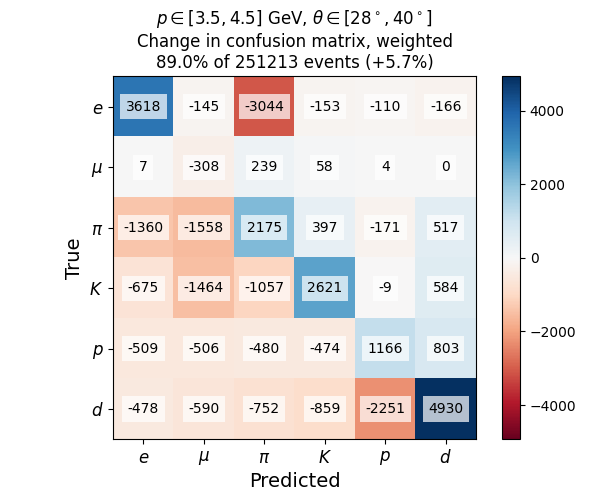 p ∈ [3.5, 4.5] GeV, θ ∈ [28°, 40°]
Change in confusion matrix, weighted
89.0% of 251213 events (+5.7%)
e 3618 -145 -3044 -153 -110 -166
μ 7 -308 239 58 4 0
π -1360 -1558 2175 397 -171 517
K -675 -1464 -1057 2621 -9 584
p -509 -506 -480 -474 1166 803
d -478 -590 -752 -859 -2251 4930
e μ π K p d
True
Predicted
4000
2000
0
−2000
−4000